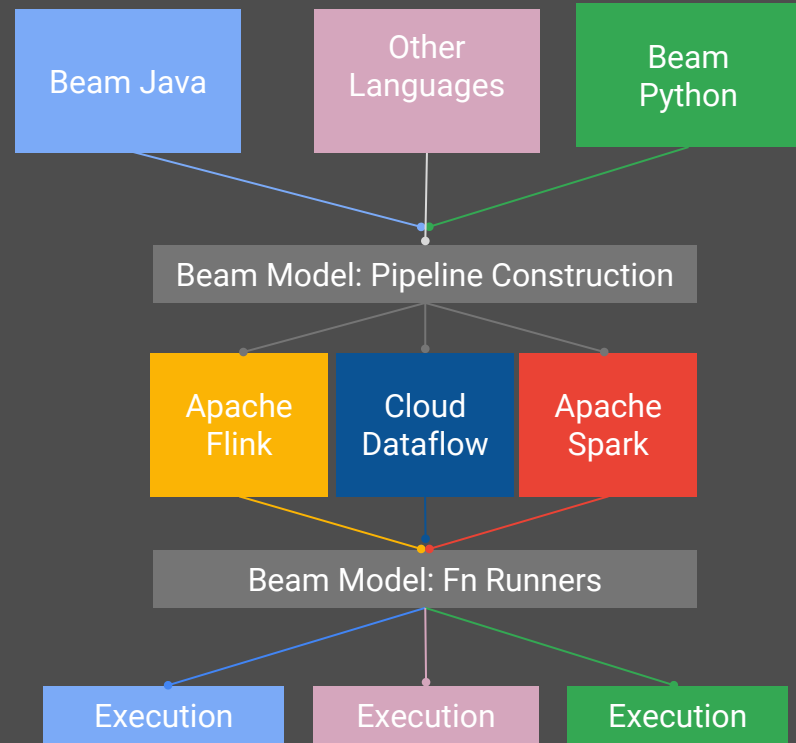 Beam Java
Other
Languages
Beam
Python
Beam Model: Pipeline Construction
Apache
Flink
Cloud
Dataflow
Apache
Spark
Beam Model: Fn Runners
Execution
Execution
Execution